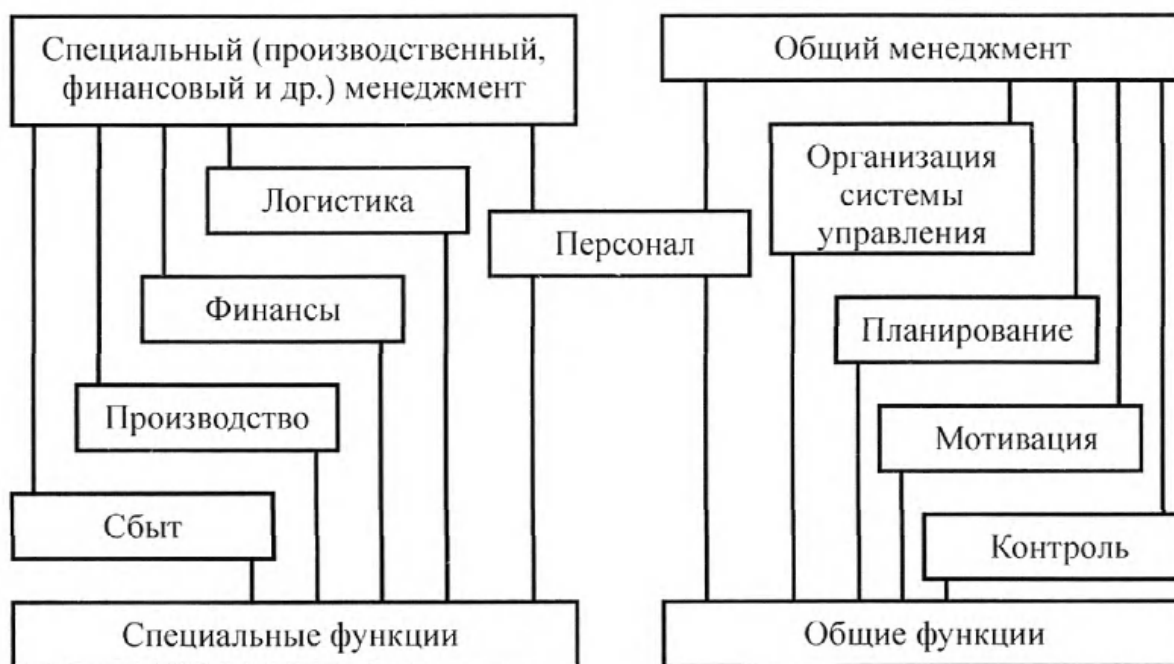 Специальный (производственный,
финансовый и др.) менеджмент
Общий менеджмент
Логистика
Персонал
Организация
системы
управления
Финансы
Планирование
Производство
Мотивация
Сбыт
Контроль
Специальные функции
Общие функции